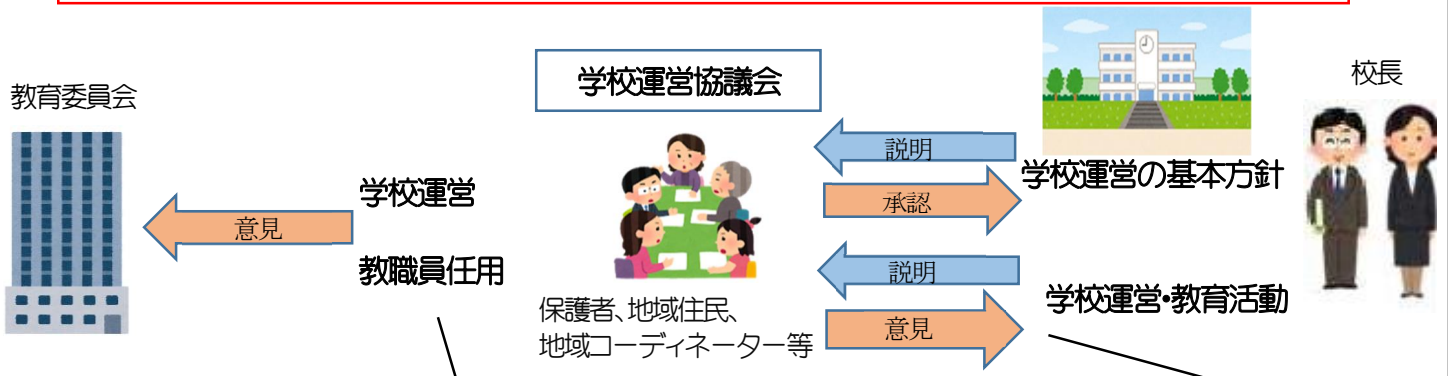 教育委員会
意見
学校運営
教職員任用
学校運営協議会
保護者、地域住民、
地域コーディネーター等
説明
承認
説明
意見
学校運営の基本方針
学校運営・教育活動
校長